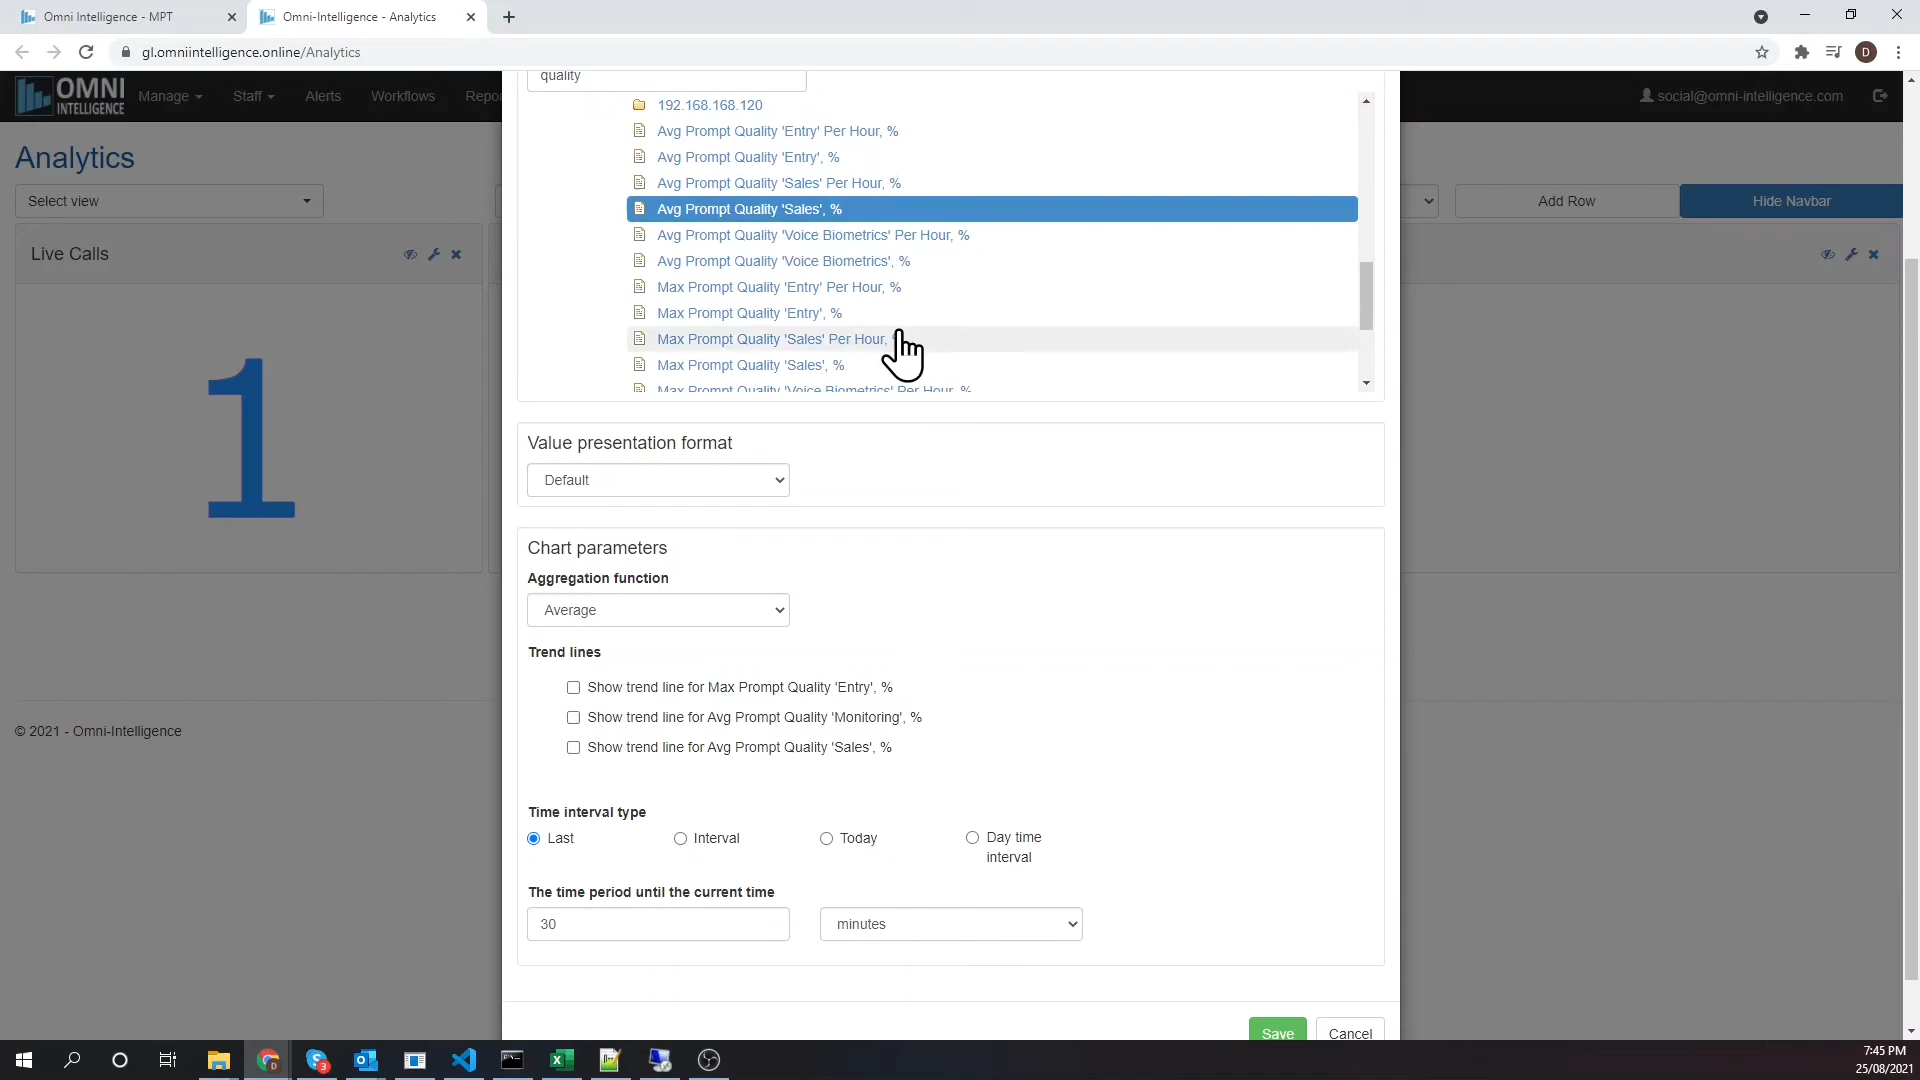 Omni Intelligence - MPT
Omni-Intelligence - Analytics
gl.omniintelligence.online/Analytics
D
OMNI
INTELLIGENCE
Manage
Staff
Alerts
Workflows
social@omni-intelligence.com
Analytics
Select view
Add Row
Hide Navbar
Live Calls
1
© 2021 - Omni-Intelligence
quality
192.168.168.120
Avg Prompt Quality 'Entry' Per Hour, %
Avg Prompt Quality 'Entry', %
Avg Prompt Quality 'Sales' Per Hour, %
Avg Prompt Quality 'Sales', %
Avg Prompt Quality 'Voice Biometrics' Per Hour, %
Avg Prompt Quality 'Voice Biometrics', %
Max Prompt Quality 'Entry' Per Hour, %
Max Prompt Quality 'Entry', %
Max Prompt Quality 'Sales' Per Hour,
Max Prompt Quality 'Sales', %
Max Prompt Quality 'Voice Biometrics' Per Hour, %
Value presentation format
Default
Chart parameters
Aggregation function
Average
Trend lines
Show trend line for Max Prompt Quality 'Entry', %
Show trend line for Avg Prompt Quality 'Monitoring', %
Show trend line for Avg Prompt Quality 'Sales', %
Time interval type
Last
Interval
Today
Day time
interval
The time period until the current time
30
minutes
Save
Cancel
7:45 PM
25/08/2021